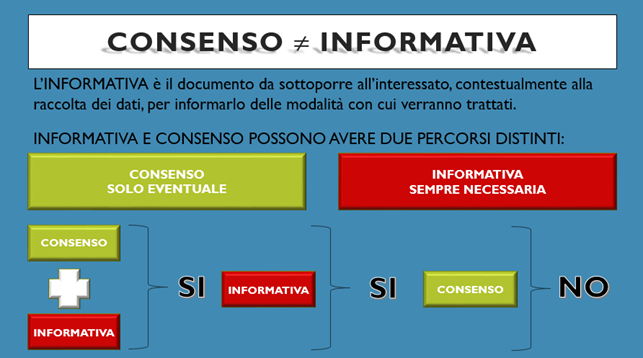 CONSENSO ≠ INFORMATIVA
L'INFORMATIVA è il documento da sottoporre all'interessato, contestualmente alla
raccolta dei dati, per informarlo delle modalità con cui verranno trattati.
INFORMATIVA E CONSENSO POSSONO AVERE DUE PERCORSI DISTINTI:
CONSENSO
SOLO EVENTUALE
INFORMATIVA
SEMPRE NECESSARIA
CONSENSO
INFORMATIVA
SI
INFORMATIVA
SI
CONSENSO
NO